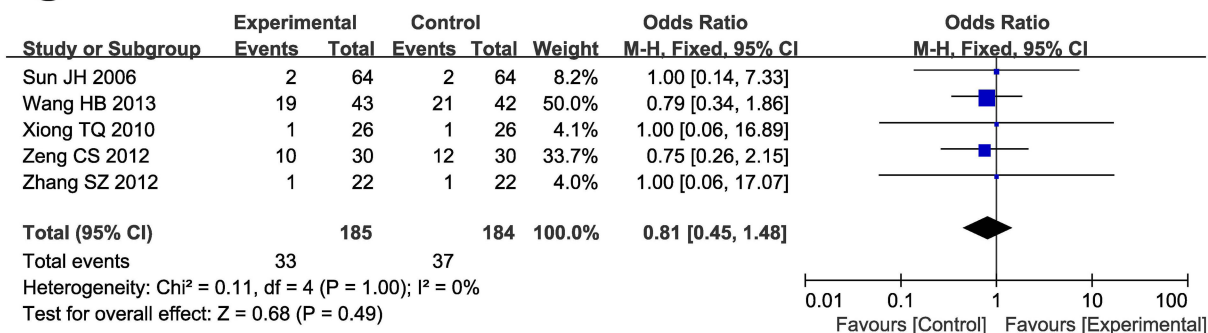 Experimental Control Odds Ratio Odds Ratio
Study or Subgroup Events Total Events Total Weight M-H, Fixed, 95% CI M-H, Fixed, 95% CI
Sun JH 2006 2 64 2 64 8.2% 1.00 [0.14, 7.33]
Wang HB 2013 19 43 21 42 50.0% 0.79 [0.34, 1.86]
Xiong TQ 2010 1 26 1 26 4.1% 1.00 [0.06, 16.89]
Zeng CS 2012 10 30 12 30 33.7% 0.75 [0.26, 2.15]
Zhang SZ 2012 1 22 1 22 4.0% 1.00 [0.06, 17.07]
Total (95% CI) 185 184 100.0% 0.81 [0.45, 1.48]
Total events 33 37
Heterogeneity: Chi² = 0.11, df = 4 (P = 1.00); I² = 0%
Test for overall effect: Z = 0.68 (P = 0.49)
0.01 0.1 1 10 100
Favours [Control] Favours [Experimental]